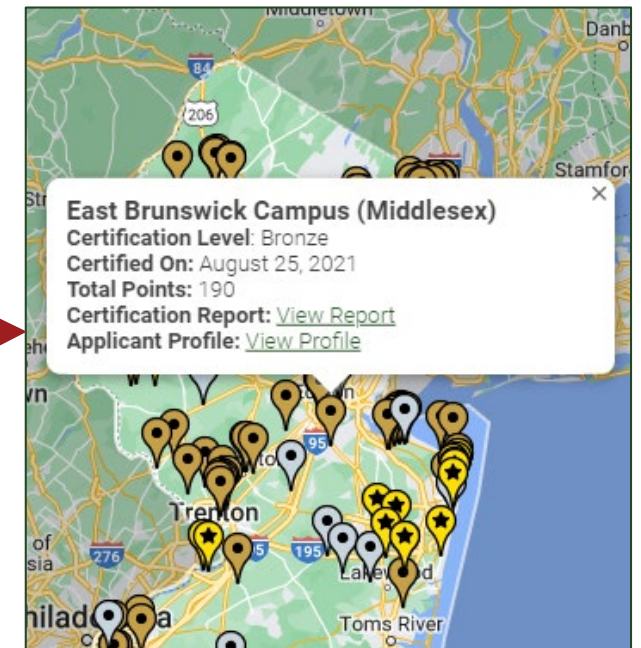 Middletown
Danb
84
206
Stamfor
East Brunswick Campus (Middlesex)
Certification Level: Bronze
Certified On: August 25, 2021
Total Points: 190
Certification Report: View Report
Applicant Profile: View Profile
95
Trenton
276
195
Lakewood
Toms River